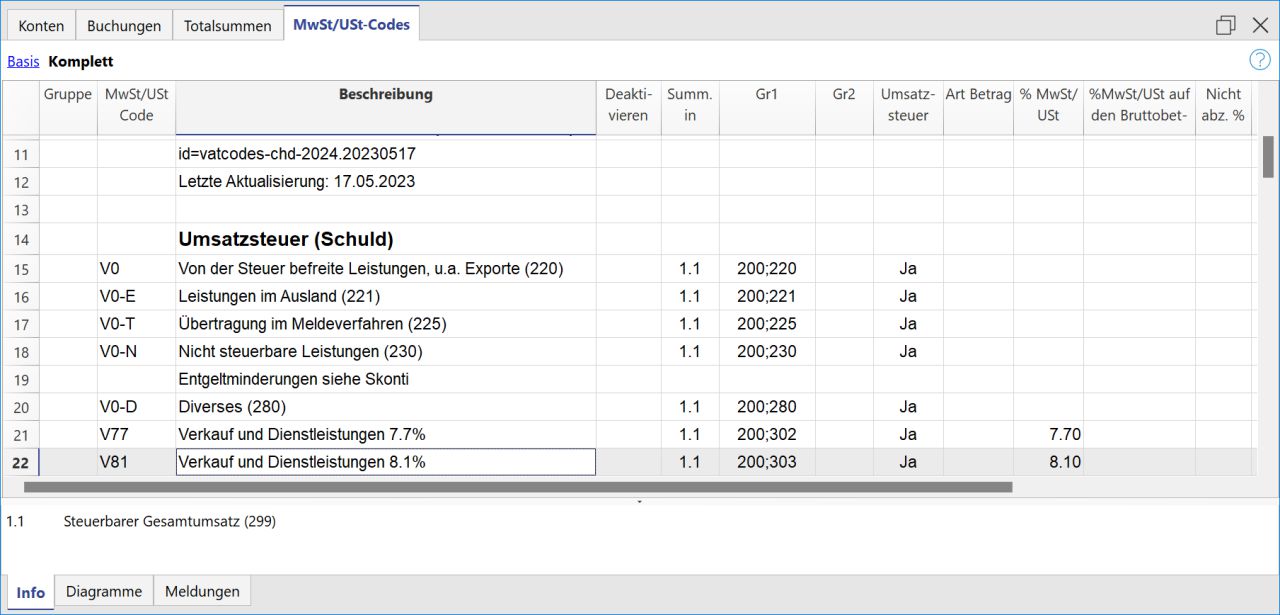 Konten Buchungen Totalsummen MwSt/USt-Codes
Basis Komplett ?
Gruppe MwSt/USt Beschreibung Deakti- Summ. Gr1 Gr2 Umsatz- Art Betrag % MwSt/ %MwSt/USt auf Nicht
Code vieren in steuer USt den Bruttobet- abz. %
11 id=vatcodes-chd-2024.20230517
12 Letzte Aktualisierung: 17.05.2023
13
14 Umsatzsteuer (Schuld)
15 V0 Von der Steuer befreite Leistungen, u.a. Exporte (220) 1.1 200;220 Ja
16 V0-E Leistungen im Ausland (221) 1.1 200;221 Ja
17 V0-T Übertragung im Meldeverfahren (225) 1.1 200;225 Ja
18 V0-N Nicht steuerbare Leistungen (230) 1.1 200;230 Ja
19 Entgeltminderungen siehe Skonti
20 V0-D Diverses (280) 1.1 200;280 Ja
21 V77 Verkauf und Dienstleistungen 7.7% 1.1 200;302 Ja 7.70
22 V81 Verkauf und Dienstleistungen 8.1% 1.1 200;303 Ja 8.10
1.1 Steuerbarer Gesamtumsatz (299)
Info Diagramme Meldungen